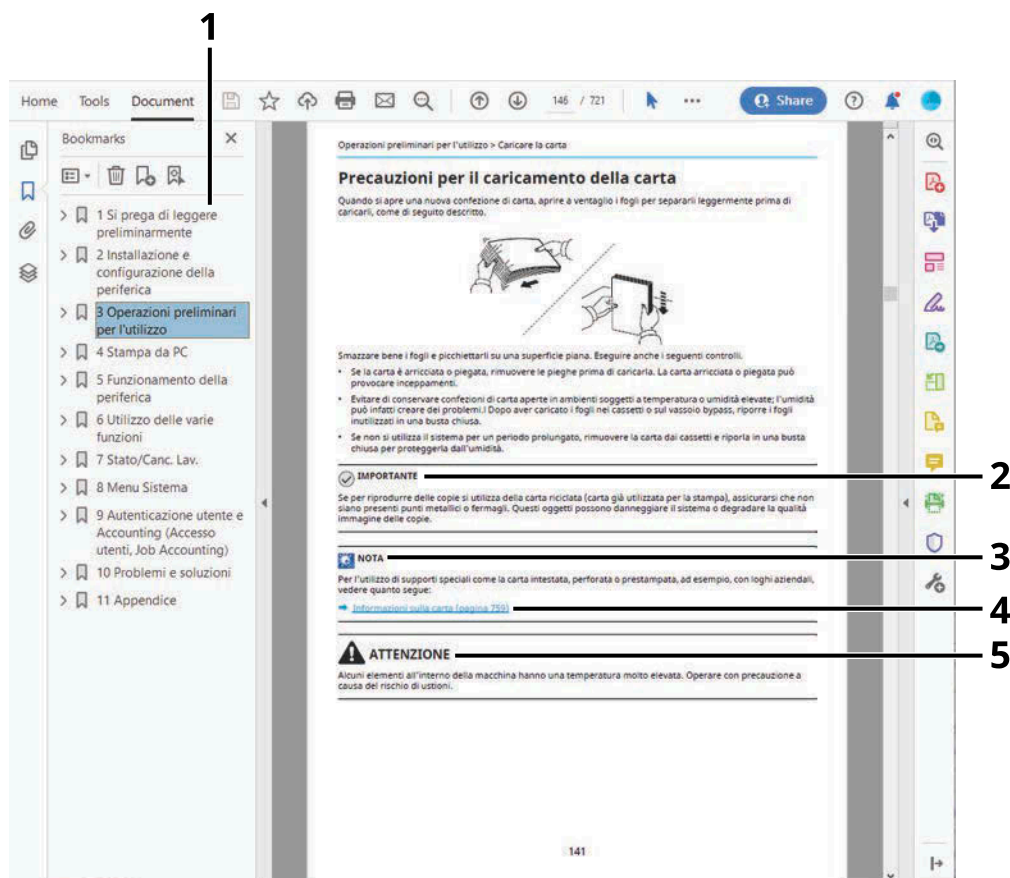 1
Home Tools Document 146 / 721 Share
Bookmarks
1 Si prega di leggere
preliminarmente
2 Installazione e
configurazione della
periferica
3 Operazioni preliminari
per l'utilizzo
4 Stampa da PC
5 Funzionamento della
periferica
6 Utilizzo delle varie
funzioni
7 Stato/Canc. Lav.
8 Menu Sistema
9 Autenticazione utente e
Accounting (Accesso
utenti, Job Accounting)
10 Problemi e soluzioni
11 Appendice
Operazioni preliminari per l'utilizzo > Caricare la carta
Precauzioni per il caricamento della carta
Quando si apre una nuova confezione di carta, aprire a ventaglio i fogli per separarli leggermente prima di
caricarli, come di seguito descritto.
Smazzare bene i fogli e picchiettarli su una superficie piana. Eseguire anche i seguenti controlli.
• Se la carta è arricciata o piegata, rimuovere le pieghe prima di caricarla. La carta arricciata o piegata può
provocare inceppamenti.
• Evitare di conservare confezioni di carta aperte in ambienti soggetti a temperatura o umidità elevate; l'umidità
può infatti creare dei problemi.l Dopo aver caricato i fogli nei cassetti o sul vassoio bypass, riporre i fogli
inutilizzati in una busta chiusa.
• Se non si utilizza il sistema per un periodo prolungato, rimuovere la carta dai cassetti e riporla in una busta
chiusa per proteggerla dall'umidità.
IMPORTANTE
2
Se per riprodurre delle copie si utilizza della carta riciclata (carta già utilizzata per la stampa), assicurarsi che non
siano presenti punti metallici o fermagli. Questi oggetti possono danneggiare il sistema o degradare la qualità
immagine delle copie.
NOTA
3
Per l'utilizzo di supporti speciali come la carta intestata, perforata o prestampata, ad esempio, con loghi aziendali,
vedere quanto segue:
Informazioni sulla carta (pagina 759)
4
ATTENZIONE
5
Alcuni elementi all'interno della macchina hanno una temperatura molto elevata. Operare con precauzione a
causa del rischio di ustioni.
141